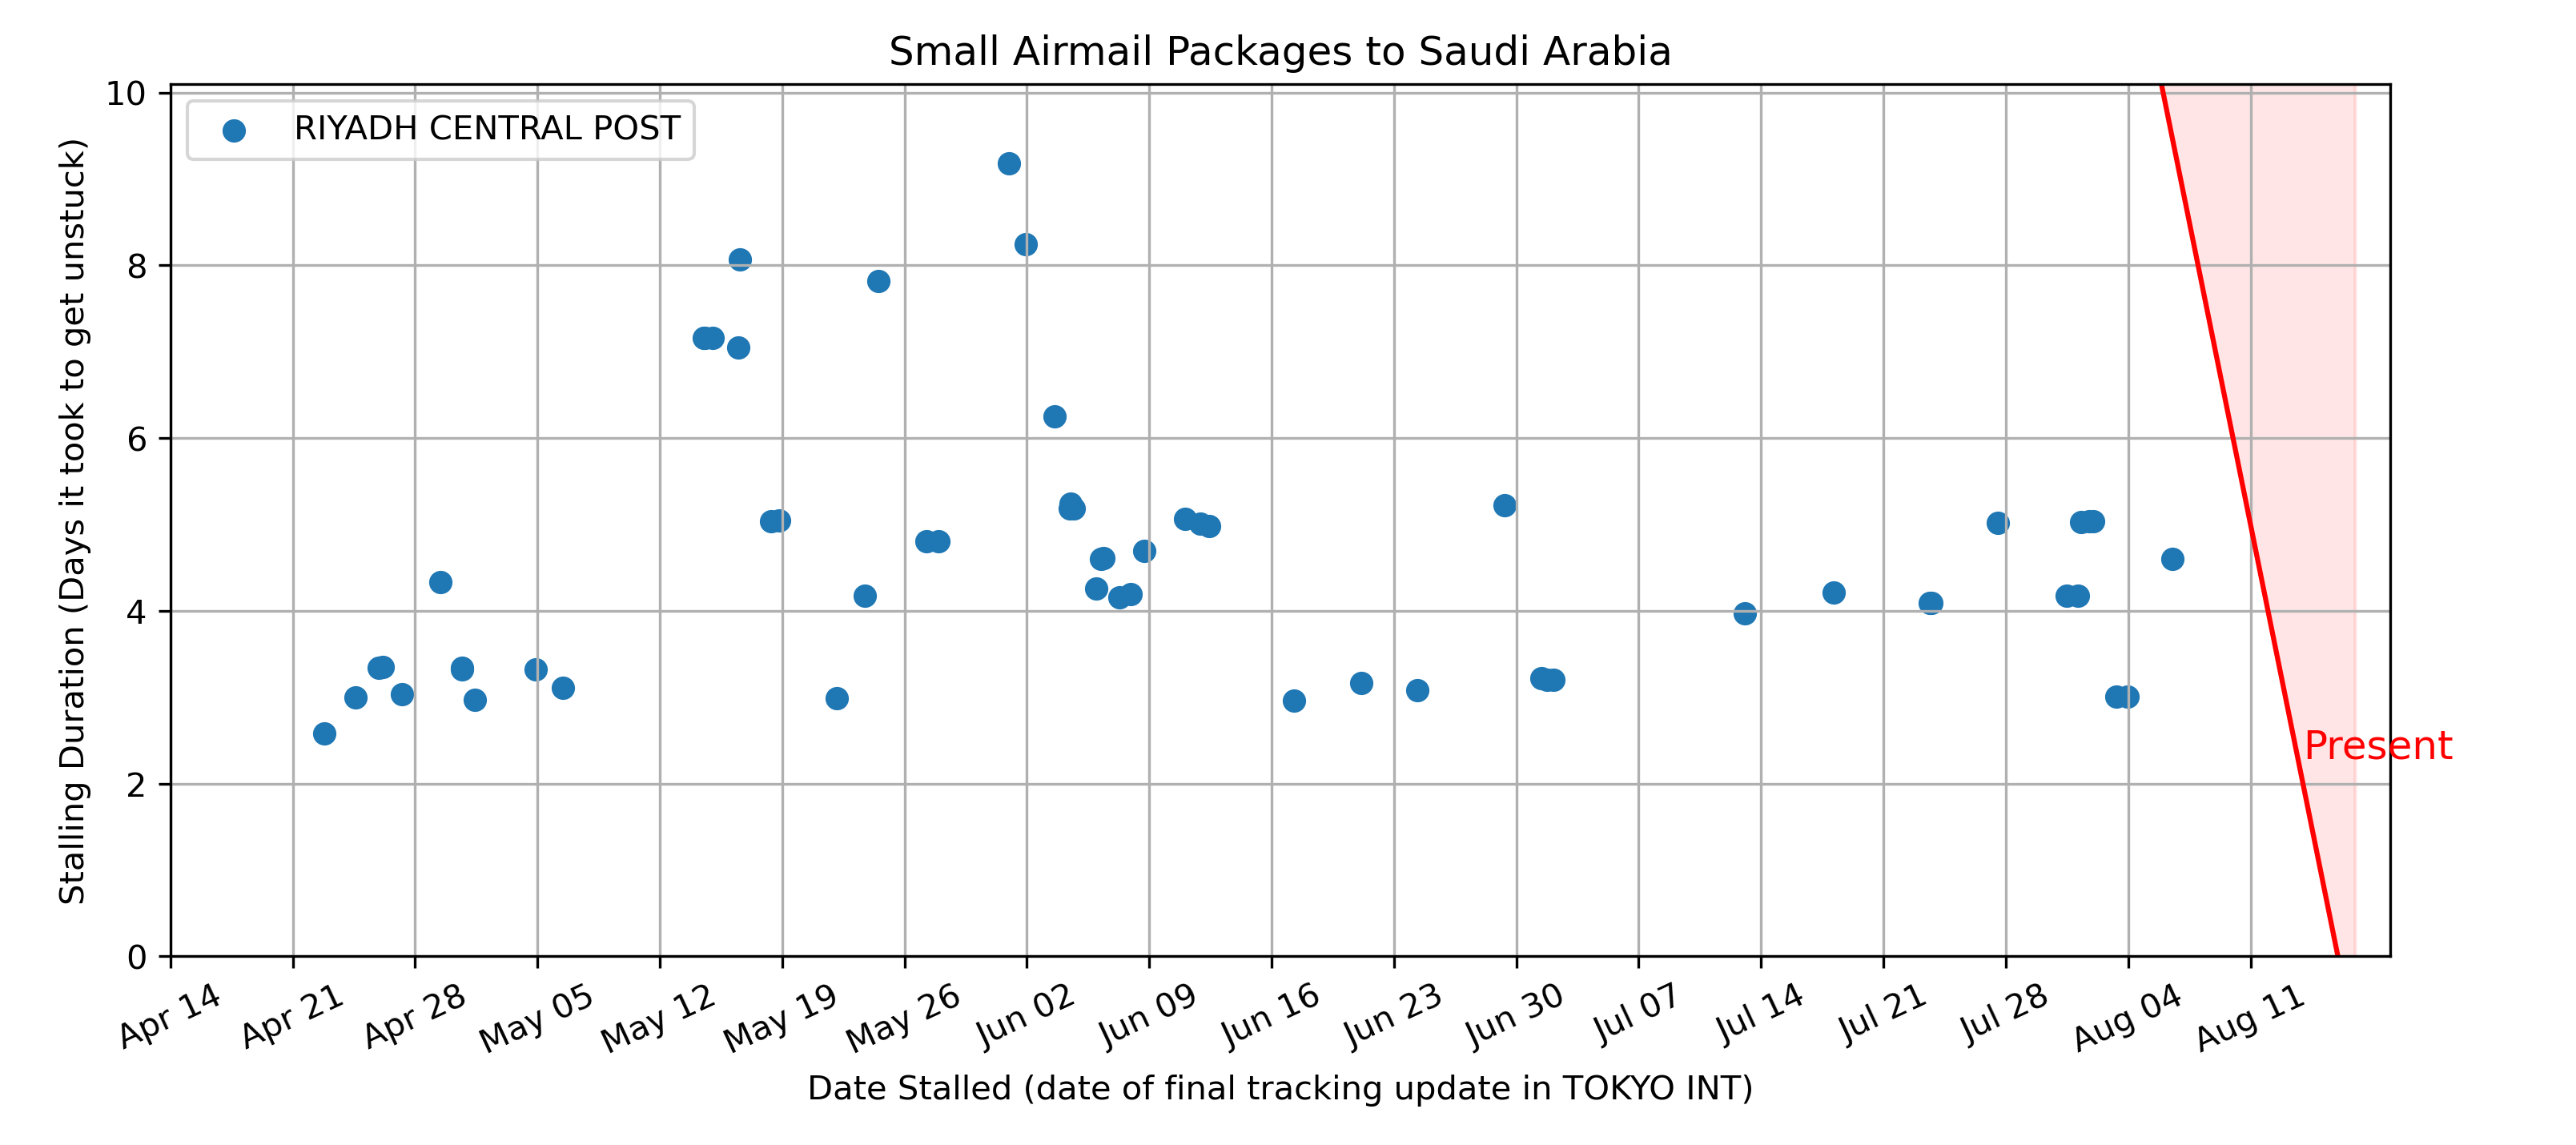 Small Airmail Packages to Saudi Arabia
RIYADH CENTRAL POST
Stalling Duration (Days it took to get unstuck)
10
8
6
4
2
0
Present
Apr 14
Apr 21
Apr 28
May 05
May 12
May 19
May 26
Jun 02
Jun 09
Jun 16
Jun 23
Jun 30
Jul 07
Jul 14
Jul 21
Jul 28
Aug 04
Aug 11
Date Stalled (date of final tracking update in TOKYO INT)